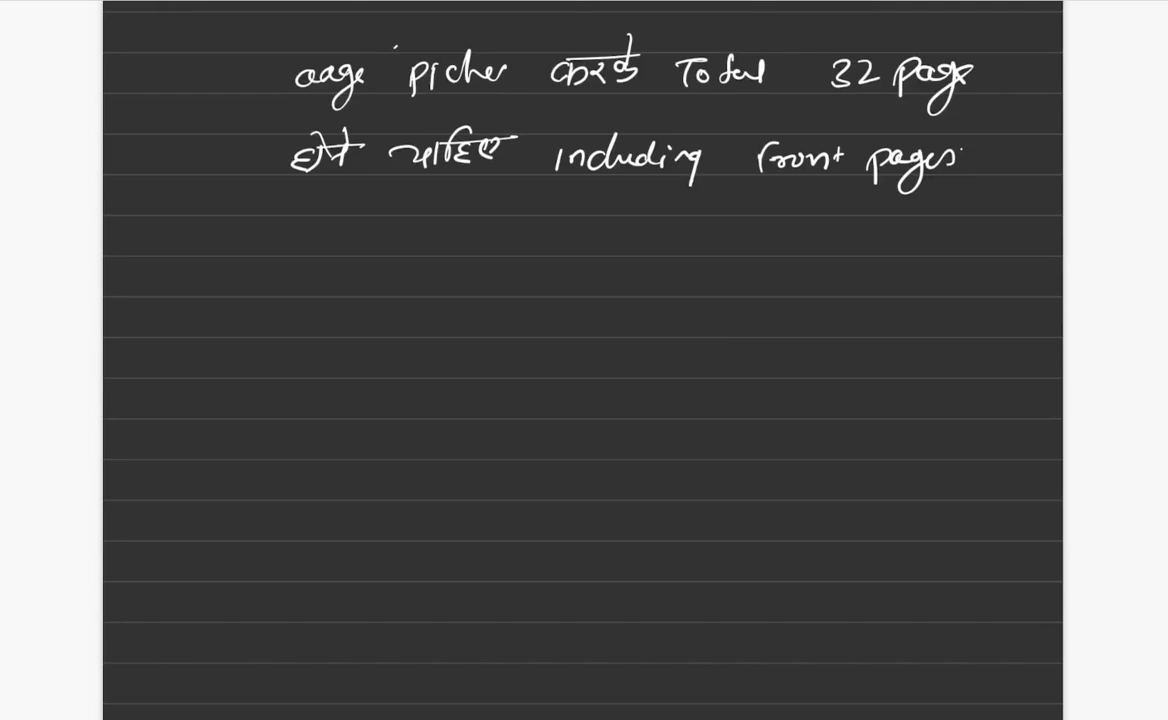 aage picher करके Total 32 page
होने चाहिए including front pages